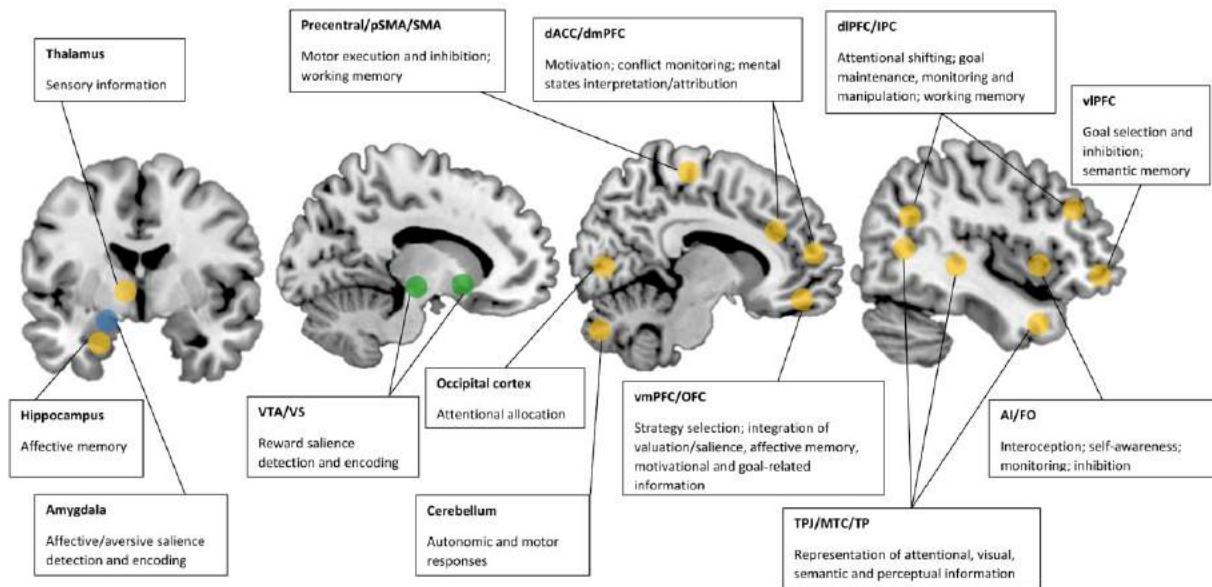 Thalamus
Sensory information
Precentral/pSMA/SMA
Motor execution and inhibition;
working memory
dACC/dmPFC
Motivation; conflict monitoring; mental
states interpretation/attribution
dlPFC/IPC
Attentional shifting; goal
maintenance, monitoring and
manipulation; working memory
vlPFC
Goal selection and
inhibition;
semantic memory
Hippocampus
Affective memory
Amygdala
Affective/aversive salience
detection and encoding
VTA/VS
Reward salience
detection and encoding
Occipital cortex
Attentional allocation
Cerebellum
Autonomic and motor
responses
vmPFC/OFC
Strategy selection; integration of
valuation/salience, affective memory,
motivational and goal-related
information
AI/FO
Interoception; self-awareness;
monitoring; inhibition
TPJ/MTC/TP
Representation of attentional, visual,
semantic and perceptual information